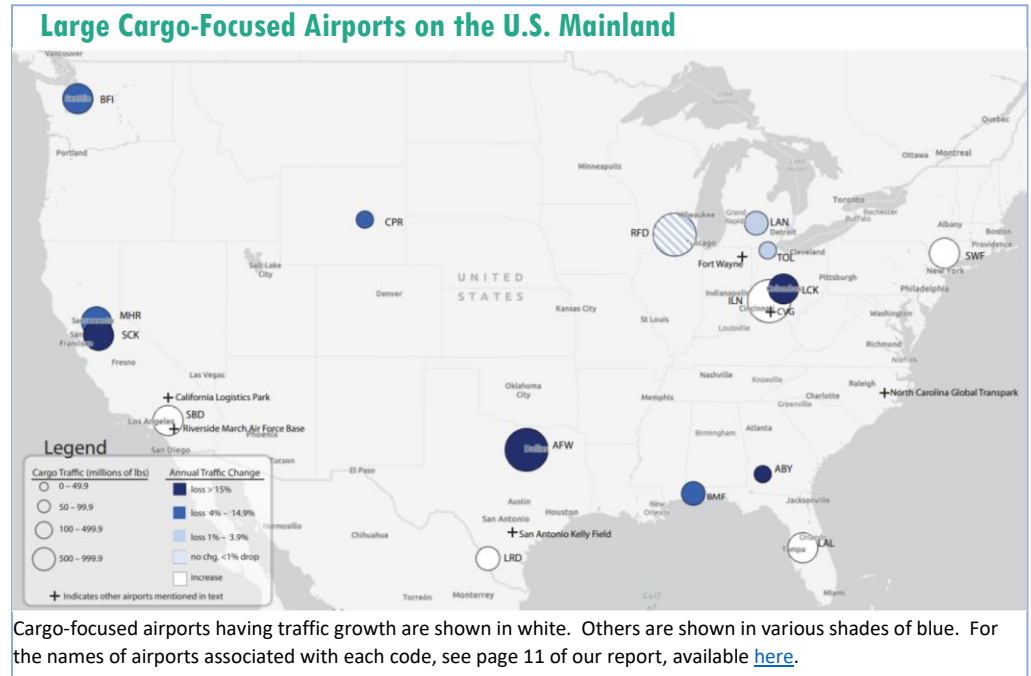 Large Cargo-Focused Airports on the U.S. Mainland
Vancouver
Seattle BFI
Portland
Quebec
Ottawa Montreal
Minneapolis
Toronto
CPR
RFD
Milwaukee
Grand
Rapid
LAN
Detroit
Buffalo
Rochester
Albany
Boston
Providence
SWF
New York
Salt Lake
City
UNITED
STATES
Denver
Fort Wayne
TOL
Cleveland
Pittsburgh
Philadelphia
Indianapolis
ILN
LCK
Cincinnati
CVG
Washington
MHR
SCK
San
Francisco
Kansas City
St Louis
Louisville
Richmond
Norfolk
Fresno
Las Vegas
Nashville
Knoxville
Raleigh
Charlotte
Greenville
North Carolina Global Transpark
California Logistics Park
SBD
Los Angeles
Riverside March Air Force Base
Phoenix
San Diego
Tucson
Oklahoma
City
Memphis
Birmingham
Atlanta
Dallas AFW
ABY
El Paso
BMF
Jacksonville
Austin
Houston
New
Orleans
San Antonio
San Antonio Kelly Field
Orlando
LAL
Tampa
Hermosillo
Chihuahua
LRD
Torreón
Monterrey
Miami
Gulf
of
Legend
Cargo Traffic (millions of lbs)
0 – 49.9
50 – 99.9
100 – 499.9
500 – 999.9
Annual Traffic Change
loss > 15%
loss 4% – 14.9%
loss 1% – 3.9%
no chg. <1% drop
increase
+ Indicates other airports mentioned in text
Cargo-focused airports having traffic growth are shown in white. Others are shown in various shades of blue. For
the names of airports associated with each code, see page 11 of our report, available here.